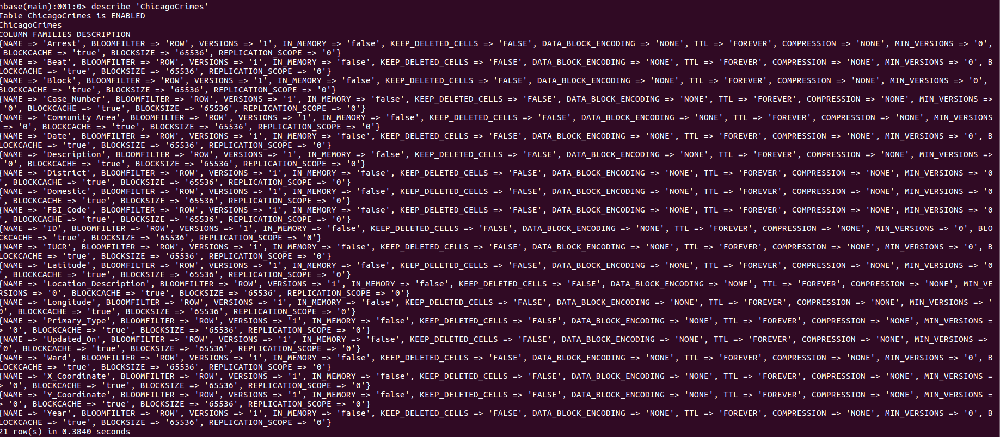 hbase(main):001:0> describe 'ChicagoCrimes'
Table ChicagoCrimes is ENABLED
ChicagoCrimes
COLUMN FAMILIES DESCRIPTION
{NAME => 'Arrest', BLOOMFILTER => 'ROW', VERSIONS => '1', IN_MEMORY => 'false', KEEP_DELETED_CELLS => 'FALSE', DATA_BLOCK_ENCODING => 'NONE', TTL => 'FOREVER', COMPRESSION => 'NONE', MIN_VERSIONS => '0',
BLOCKCACHE => 'true', BLOCKSIZE => '65536', REPLICATION_SCOPE => '0'}
{NAME => 'Beat', BLOOMFILTER => 'ROW', VERSIONS => '1', IN_MEMORY => 'false', KEEP_DELETED_CELLS => 'FALSE', DATA_BLOCK_ENCODING => 'NONE', TTL => 'FOREVER', COMPRESSION => 'NONE', MIN_VERSIONS => '0', B
LOCKCACHE => 'true', BLOCKSIZE => '65536', REPLICATION_SCOPE => '0'}
{NAME => 'Block', BLOOMFILTER => 'ROW', VERSIONS => '1', IN_MEMORY => 'false', KEEP_DELETED_CELLS => 'FALSE', DATA_BLOCK_ENCODING => 'NONE', TTL => 'FOREVER', COMPRESSION => 'NONE', MIN_VERSIONS => '0',
BLOCKCACHE => 'true', BLOCKSIZE => '65536', REPLICATION_SCOPE => '0'}
{NAME => 'Case_Number', BLOOMFILTER => 'ROW', VERSIONS => '1', IN_MEMORY => 'false', KEEP_DELETED_CELLS => 'FALSE', DATA_BLOCK_ENCODING => 'NONE', TTL => 'FOREVER', COMPRESSION => 'NONE', MIN_VERSIONS =>
'0', BLOCKCACHE => 'true', BLOCKSIZE => '65536', REPLICATION_SCOPE => '0'}
{NAME => 'Community Area', BLOOMFILTER => 'ROW', VERSIONS => '1', IN_MEMORY => 'false', KEEP_DELETED_CELLS => 'FALSE', DATA_BLOCK_ENCODING => 'NONE', TTL => 'FOREVER', COMPRESSION => 'NONE', MIN_VERSIONS
=> '0', BLOCKCACHE => 'true', BLOCKSIZE => '65536', REPLICATION_SCOPE => '0'}
{NAME => 'Date', BLOOMFILTER => 'ROW', VERSIONS => '1', IN_MEMORY => 'false', KEEP_DELETED_CELLS => 'FALSE', DATA_BLOCK_ENCODING => 'NONE', TTL => 'FOREVER', COMPRESSION => 'NONE', MIN_VERSIONS => '0', B
LOCKCACHE => 'true', BLOCKSIZE => '65536', REPLICATION_SCOPE => '0'}
{NAME => 'Description', BLOOMFILTER => 'ROW', VERSIONS => '1', IN_MEMORY => 'false', KEEP_DELETED_CELLS => 'FALSE', DATA_BLOCK_ENCODING => 'NONE', TTL => 'FOREVER', COMPRESSION => 'NONE', MIN_VERSIONS =>
'0', BLOCKCACHE => 'true', BLOCKSIZE => '65536', REPLICATION_SCOPE => '0'}
{NAME => 'District', BLOOMFILTER => 'ROW', VERSIONS => '1', IN_MEMORY => 'false', KEEP_DELETED_CELLS => 'FALSE', DATA_BLOCK_ENCODING => 'NONE', TTL => 'FOREVER', COMPRESSION => 'NONE', MIN_VERSIONS => '0
', BLOCKCACHE => 'true', BLOCKSIZE => '65536', REPLICATION_SCOPE => '0'}
{NAME => 'Domestic', BLOOMFILTER => 'ROW', VERSIONS => '1', IN_MEMORY => 'false', KEEP_DELETED_CELLS => 'FALSE', DATA_BLOCK_ENCODING => 'NONE', TTL => 'FOREVER', COMPRESSION => 'NONE', MIN_VERSIONS => '0
', BLOCKCACHE => 'true', BLOCKSIZE => '65536', REPLICATION_SCOPE => '0'}
{NAME => 'FBI_Code', BLOOMFILTER => 'ROW', VERSIONS => '1', IN_MEMORY => 'false', KEEP_DELETED_CELLS => 'FALSE', DATA_BLOCK_ENCODING => 'NONE', TTL => 'FOREVER', COMPRESSION => 'NONE', MIN_VERSIONS => '0
', BLOCKCACHE => 'true', BLOCKSIZE => '65536', REPLICATION_SCOPE => '0'}
{NAME => 'ID', BLOOMFILTER => 'ROW', VERSIONS => '1', IN_MEMORY => 'false', KEEP_DELETED_CELLS => 'FALSE', DATA_BLOCK_ENCODING => 'NONE', TTL => 'FOREVER', COMPRESSION => 'NONE', MIN_VERSIONS => '0', BLO
CKCACHE => 'true', BLOCKSIZE => '65536', REPLICATION_SCOPE => '0'}
{NAME => 'IUCR', BLOOMFILTER => 'ROW', VERSIONS => '1', IN_MEMORY => 'false', KEEP_DELETED_CELLS => 'FALSE', DATA_BLOCK_ENCODING => 'NONE', TTL => 'FOREVER', COMPRESSION => 'NONE', MIN_VERSIONS => '0', B
LOCKCACHE => 'true', BLOCKSIZE => '65536', REPLICATION_SCOPE => '0'}
{NAME => 'Latitude', BLOOMFILTER => 'ROW', VERSIONS => '1', IN_MEMORY => 'false', KEEP_DELETED_CELLS => 'FALSE', DATA_BLOCK_ENCODING => 'NONE', TTL => 'FOREVER', COMPRESSION => 'NONE', MIN_VERSIONS => '0
', BLOCKCACHE => 'true', BLOCKSIZE => '65536', REPLICATION_SCOPE => '0'}
{NAME => 'Location_Description', BLOOMFILTER => 'ROW', VERSIONS => '1', IN_MEMORY => 'false', KEEP_DELETED_CELLS => 'FALSE', DATA_BLOCK_ENCODING => 'NONE', TTL => 'FOREVER', COMPRESSION => 'NONE', MIN_VE
RSIONS => '0', BLOCKCACHE => 'true', BLOCKSIZE => '65536', REPLICATION_SCOPE => '0'}
{NAME => 'Longitude', BLOOMFILTER => 'ROW', VERSIONS => '1', IN_MEMORY => 'false', KEEP_DELETED_CELLS => 'FALSE', DATA_BLOCK_ENCODING => 'NONE', TTL => 'FOREVER', COMPRESSION => 'NONE', MIN_VERSIONS => '
0', BLOCKCACHE => 'true', BLOCKSIZE => '65536', REPLICATION_SCOPE => '0'}
{NAME => 'Primary_Type', BLOOMFILTER => 'ROW', VERSIONS => '1', IN_MEMORY => 'false', KEEP_DELETED_CELLS => 'FALSE', DATA_BLOCK_ENCODING => 'NONE', TTL => 'FOREVER', COMPRESSION => 'NONE', MIN_VERSIONS =
> '0', BLOCKCACHE => 'true', BLOCKSIZE => '65536', REPLICATION_SCOPE => '0'}
{NAME => 'Updated_On', BLOOMFILTER => 'ROW', VERSIONS => '1', IN_MEMORY => 'false', KEEP_DELETED_CELLS => 'FALSE', DATA_BLOCK_ENCODING => 'NONE', TTL => 'FOREVER', COMPRESSION => 'NONE', MIN_VERSIONS =>
'0', BLOCKCACHE => 'true', BLOCKSIZE => '65536', REPLICATION_SCOPE => '0'}
{NAME => 'Ward', BLOOMFILTER => 'ROW', VERSIONS => '1', IN_MEMORY => 'false', KEEP_DELETED_CELLS => 'FALSE', DATA_BLOCK_ENCODING => 'NONE', TTL => 'FOREVER', COMPRESSION => 'NONE', MIN_VERSIONS => '0', B
LOCKCACHE => 'true', BLOCKSIZE => '65536', REPLICATION_SCOPE => '0'}
{NAME => 'X_Coordinate', BLOOMFILTER => 'ROW', VERSIONS => '1', IN_MEMORY => 'false', KEEP_DELETED_CELLS => 'FALSE', DATA_BLOCK_ENCODING => 'NONE', TTL => 'FOREVER', COMPRESSION => 'NONE', MIN_VERSIONS =
> '0', BLOCKCACHE => 'true', BLOCKSIZE => '65536', REPLICATION_SCOPE => '0'}
{NAME => 'Y_Coordinate', BLOOMFILTER => 'ROW', VERSIONS => '1', IN_MEMORY => 'false', KEEP_DELETED_CELLS => 'FALSE', DATA_BLOCK_ENCODING => 'NONE', TTL => 'FOREVER', COMPRESSION => 'NONE', MIN_VERSIONS =
> '0', BLOCKCACHE => 'true', BLOCKSIZE => '65536', REPLICATION_SCOPE => '0'}
{NAME => 'Year', BLOOMFILTER => 'ROW', VERSIONS => '1', IN_MEMORY => 'false', KEEP_DELETED_CELLS => 'FALSE', DATA_BLOCK_ENCODING => 'NONE', TTL => 'FOREVER', COMPRESSION => 'NONE', MIN_VERSIONS => '0', B
LOCKCACHE => 'true', BLOCKSIZE => '65536', REPLICATION_SCOPE => '0'}
21 row(s) in 0.3840 seconds